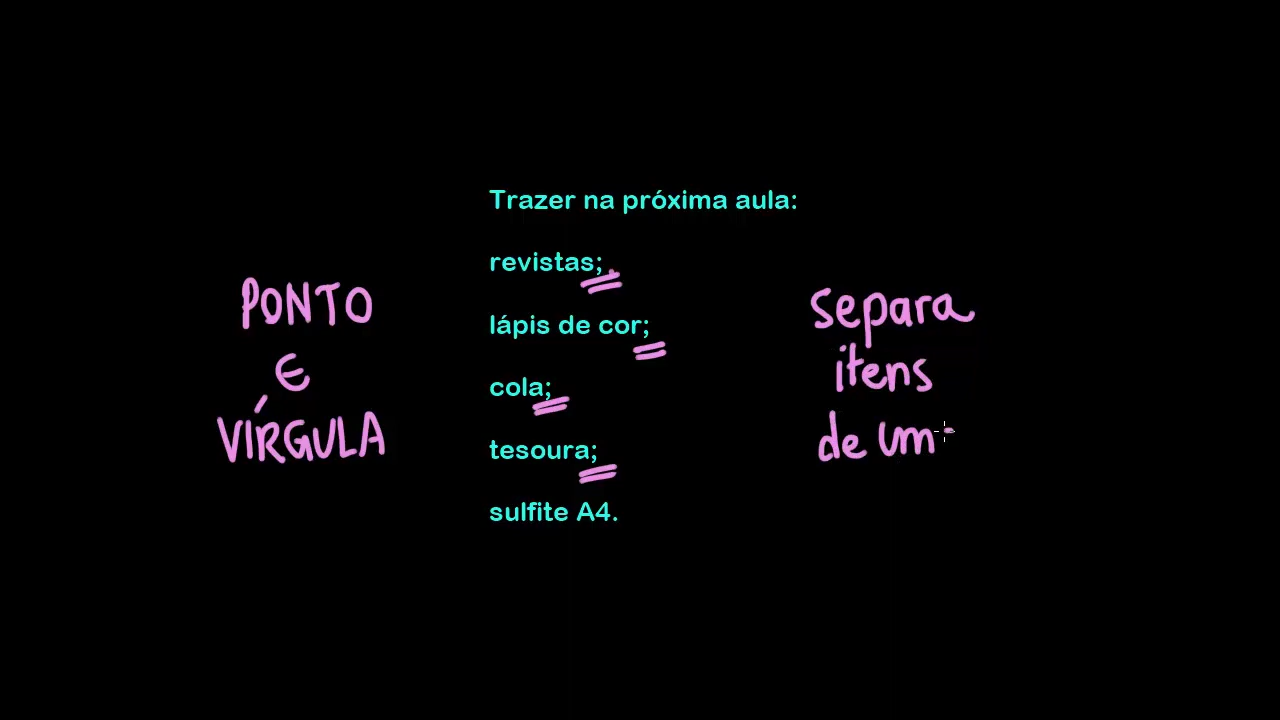 Trazer na próxima aula:
revistas;
lápis de cor;
cola;
tesoura;
sulfite A4.
PONTO
E
VÍRGULA
separa
itens
de um